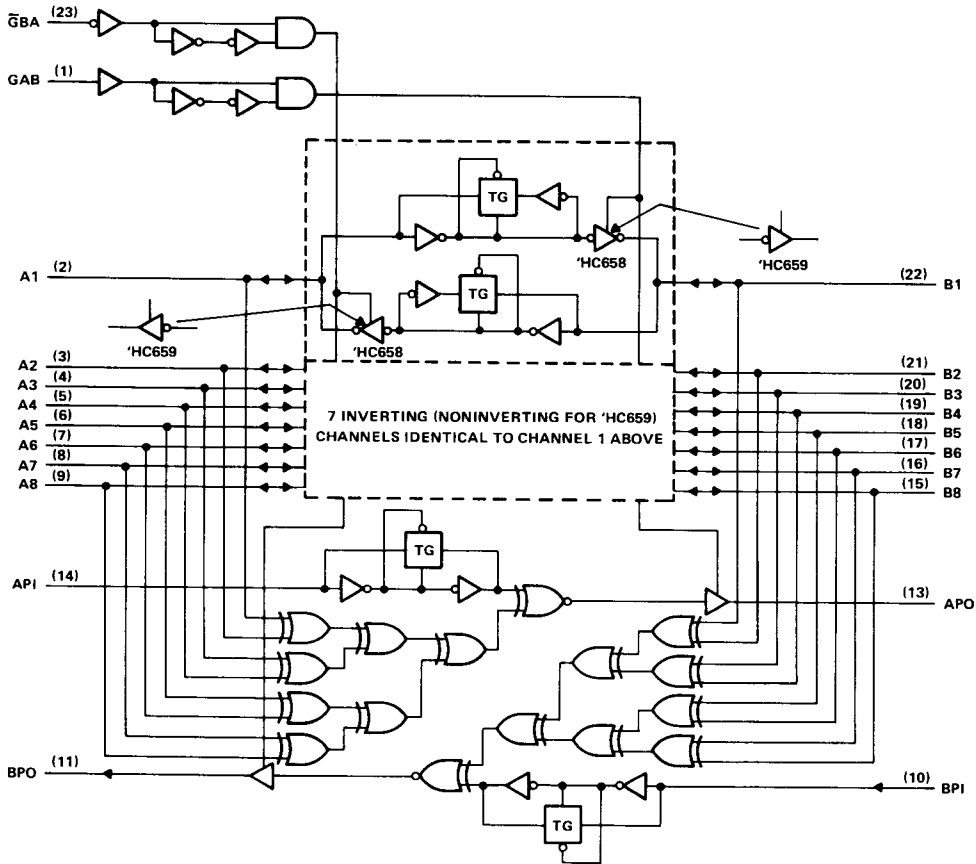 G̅BA (23)
GAB (1)
TG
'HC658
'HC659
A1 (2)
(22) B1
TG
'HC659
'HC658
A2 (3)
A3 (4)
A4 (5)
A5 (6)
A6 (7)
A7 (8)
A8 (9)
7 INVERTING (NONINVERTING FOR 'HC659)
CHANNELS IDENTICAL TO CHANNEL 1 ABOVE
(21) B2
(20) B3
(19) B4
(18) B5
(17) B6
(16) B7
(15) B8
TG
API (14)
(13) APO
BPO (11)
(10) BPI
TG